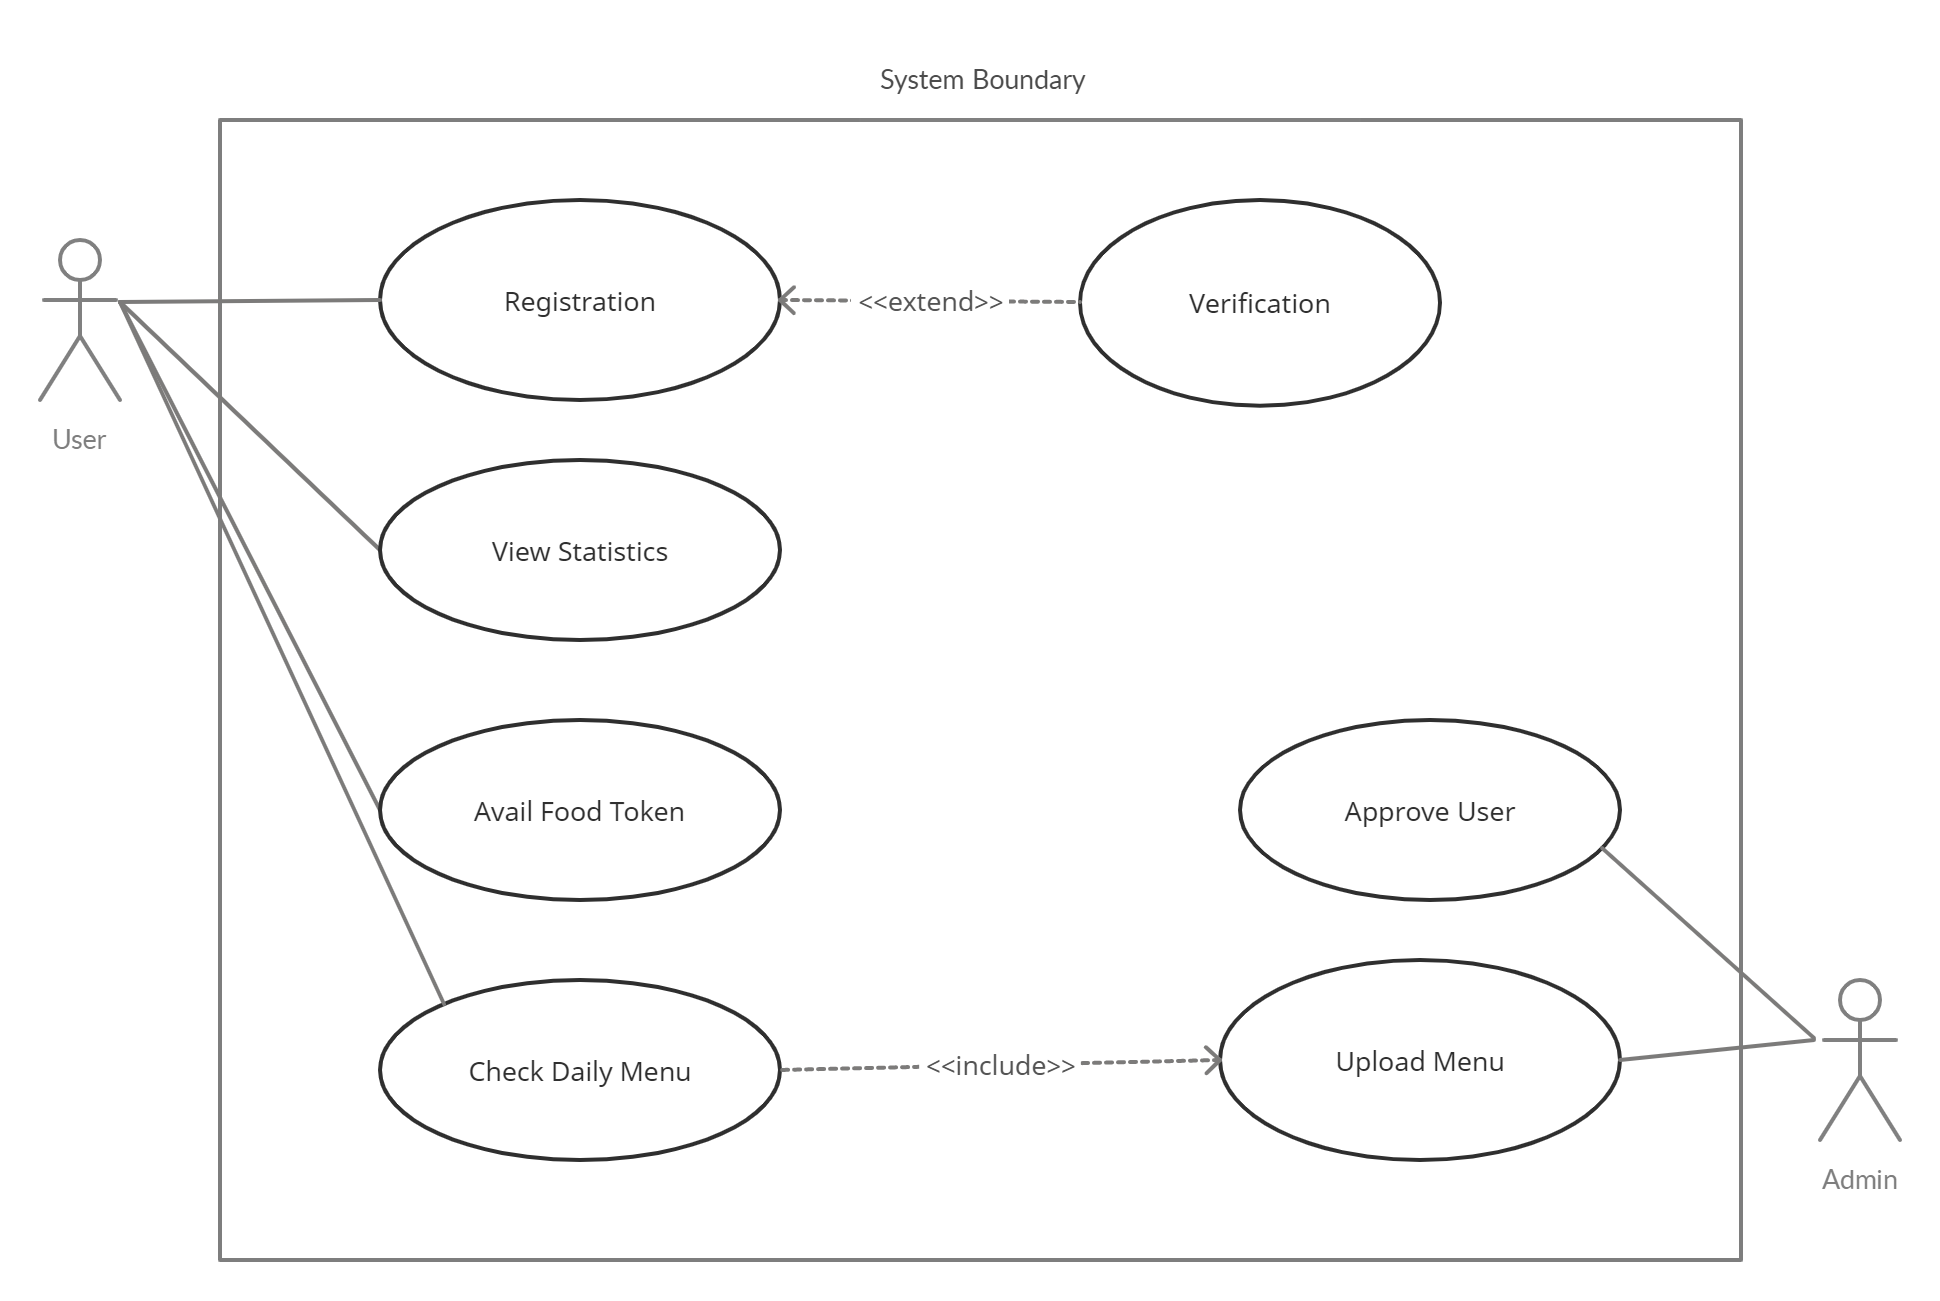 System Boundary
Registration
<<extend>>
Verification
User
View Statistics
Avail Food Token
Approve User
Check Daily Menu
<<include>>
Upload Menu
Admin